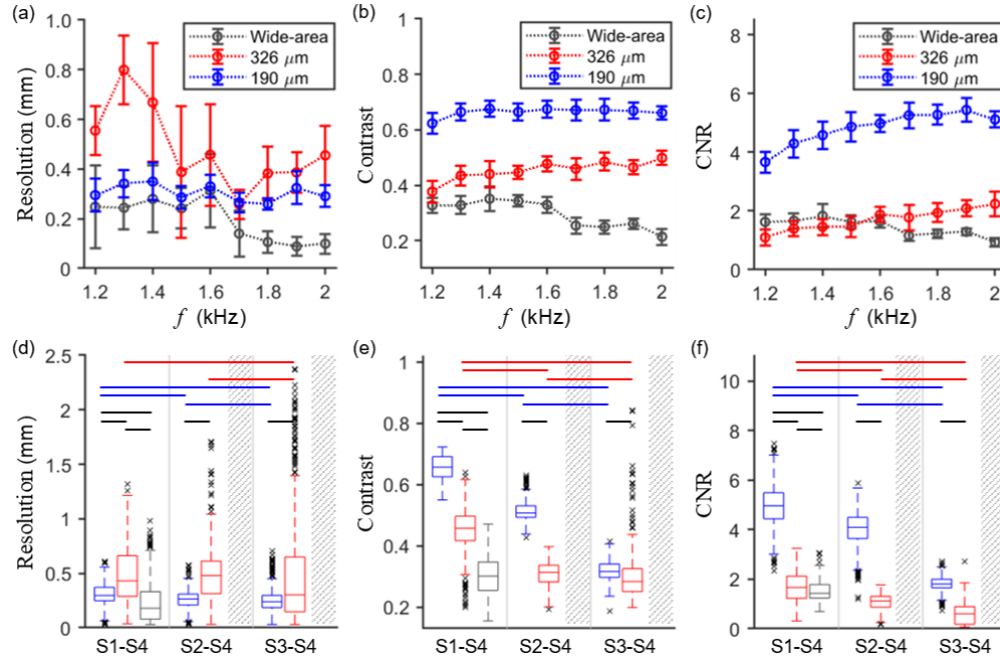 (a)
Resolution (mm)
1.0
0.8
0.6
0.4
0.2
0
Wide-area
326 μm
190 μm
1.2
1.4
1.6
1.8
2
f (kHz)
(b)
Contrast
1
0.8
0.6
0.4
0.2
Wide-area
326 μm
190 μm
1.2
1.4
1.6
1.8
2
f (kHz)
(c)
CNR
8
6
4
2
0
Wide-area
326 μm
190 μm
1.2
1.4
1.6
1.8
2
f (kHz)
(d)
Resolution (mm)
2.5
2
1.5
1
0.5
0
S1-S4
S2-S4
S3-S4
(e)
Contrast
1
0.8
0.6
0.4
0.2
S1-S4
S2-S4
S3-S4
(f)
CNR
10
8
6
4
2
0
S1-S4
S2-S4
S3-S4